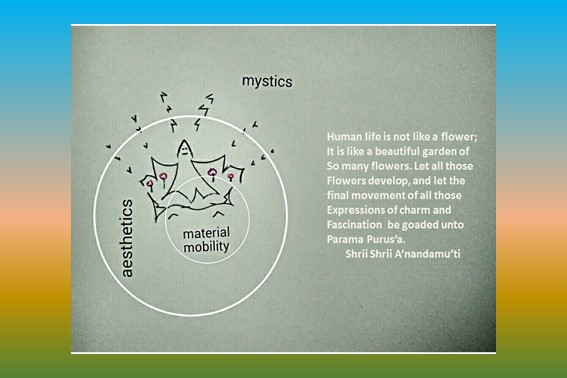 mystics
Human life is not like a flower;
It is like a beautiful garden of
So many flowers. Let all those
Flowers develop, and let the
final movement of all those
Expressions of charm and
Fascination  be goaded unto
Parama Purus'a.
Shrii Shrii A'nandamu'ti
aesthetics
material
mobility